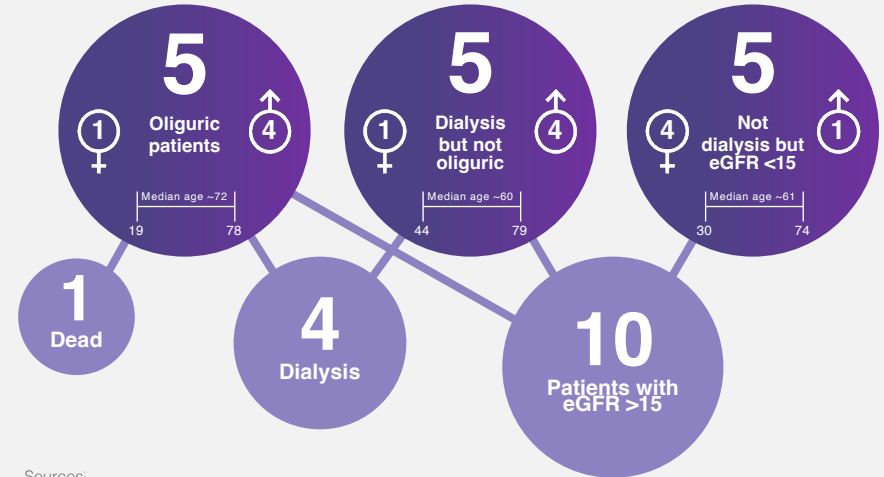 5
Oliguric
patients
1
4
Median age ~72
19
78
5
Dialysis
but not
oliguric
1
4
Median age ~60
44
79
5
Not
dialysis but
eGFR <15
4
1
Median age ~61
30
74
1
Dead
4
Dialysis
10
Patients with
eGFR >15
Sources: